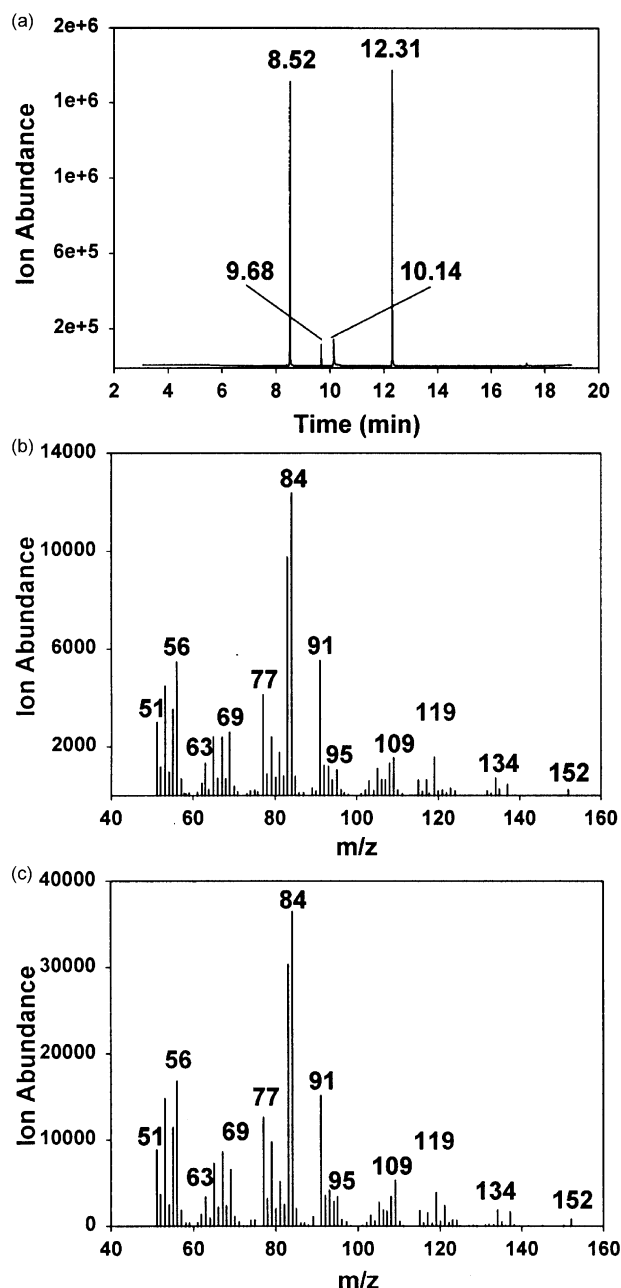 (a)
2e+6
1e+6
1e+6
6e+5
2e+5
Ion Abundance
8.52
12.31
9.68
10.14
2 4 6 8 10 12 14 16 18 20
Time (min)
(b)
14000
10000
6000
2000
Ion Abundance
84
56
91
77
51
69
63
119
95
109
134
152
40 60 80 100 120 140 160
m/z
(c)
40000
30000
20000
10000
0
Ion Abundance
84
56
91
77
51
69
119
63
95
109
134
152
40 60 80 100 120 140 160
m/z